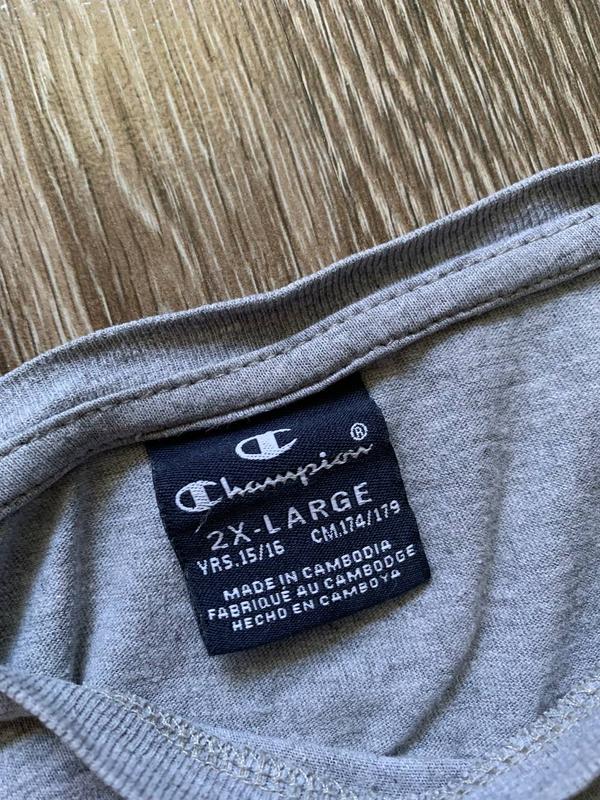 Champion®
2X-LARGE
YRS.15/16 CM.174/179
MADE IN CAMBODIA
FABRIQUÉ AU CAMBODGE
HECHO EN CAMBOYA